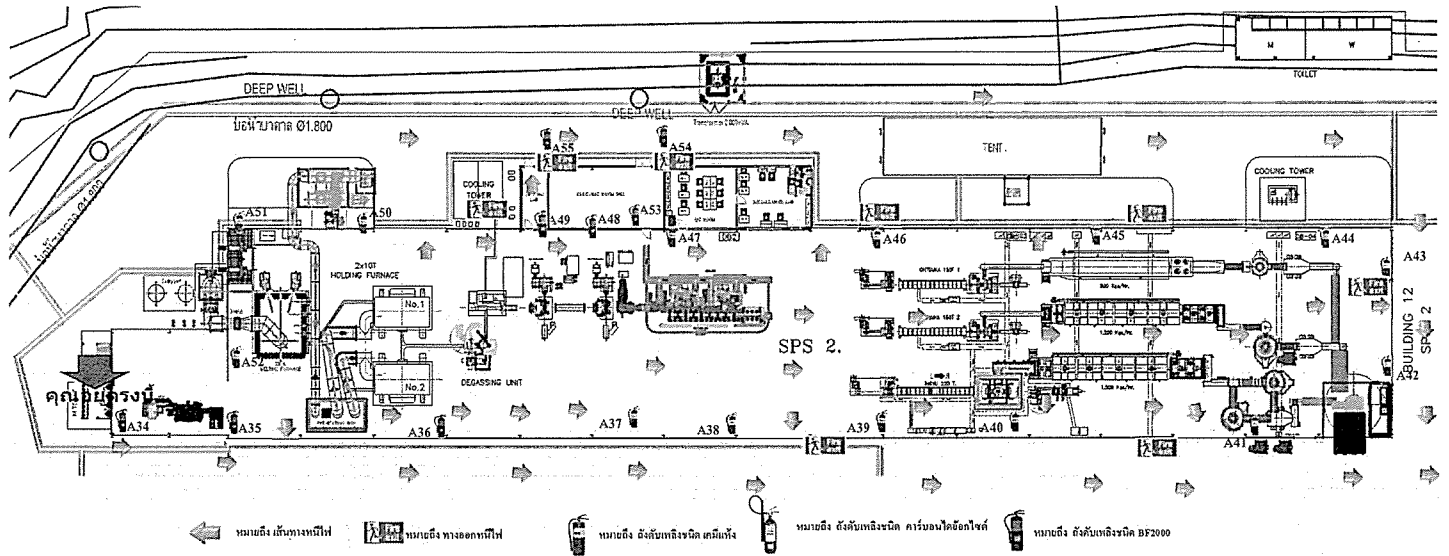 M
W
TOILET
DEEP WELL
DEEP WELL
บ่อน้ำบาดาล Ø1.800
TENT.
COOLING TOWER
COOLING TOWER
A55
A54
A51
A50
A49
A48
A53
A47
A46
A45
A44
A43
2x10T
HOLDING FURNACE
No.1
No.2
DEGASSING UNIT
SPS 2.
BUILDING 12
SPS 2
A52
A42
คุณอยู่ตรงนี้
A34
A35
A36
A37
A38
A39
A40
A41
หมายถึง เส้นทางหนีไฟ
หมายถึง ทางออกหนีไฟ
หมายถึง ถังดับเพลิงชนิด เคมีแห้ง
หมายถึง ถังดับเพลิงชนิด คาร์บอนไดอ๊อกไซด์
หมายถึง ถังดับเพลิงชนิด BF2000